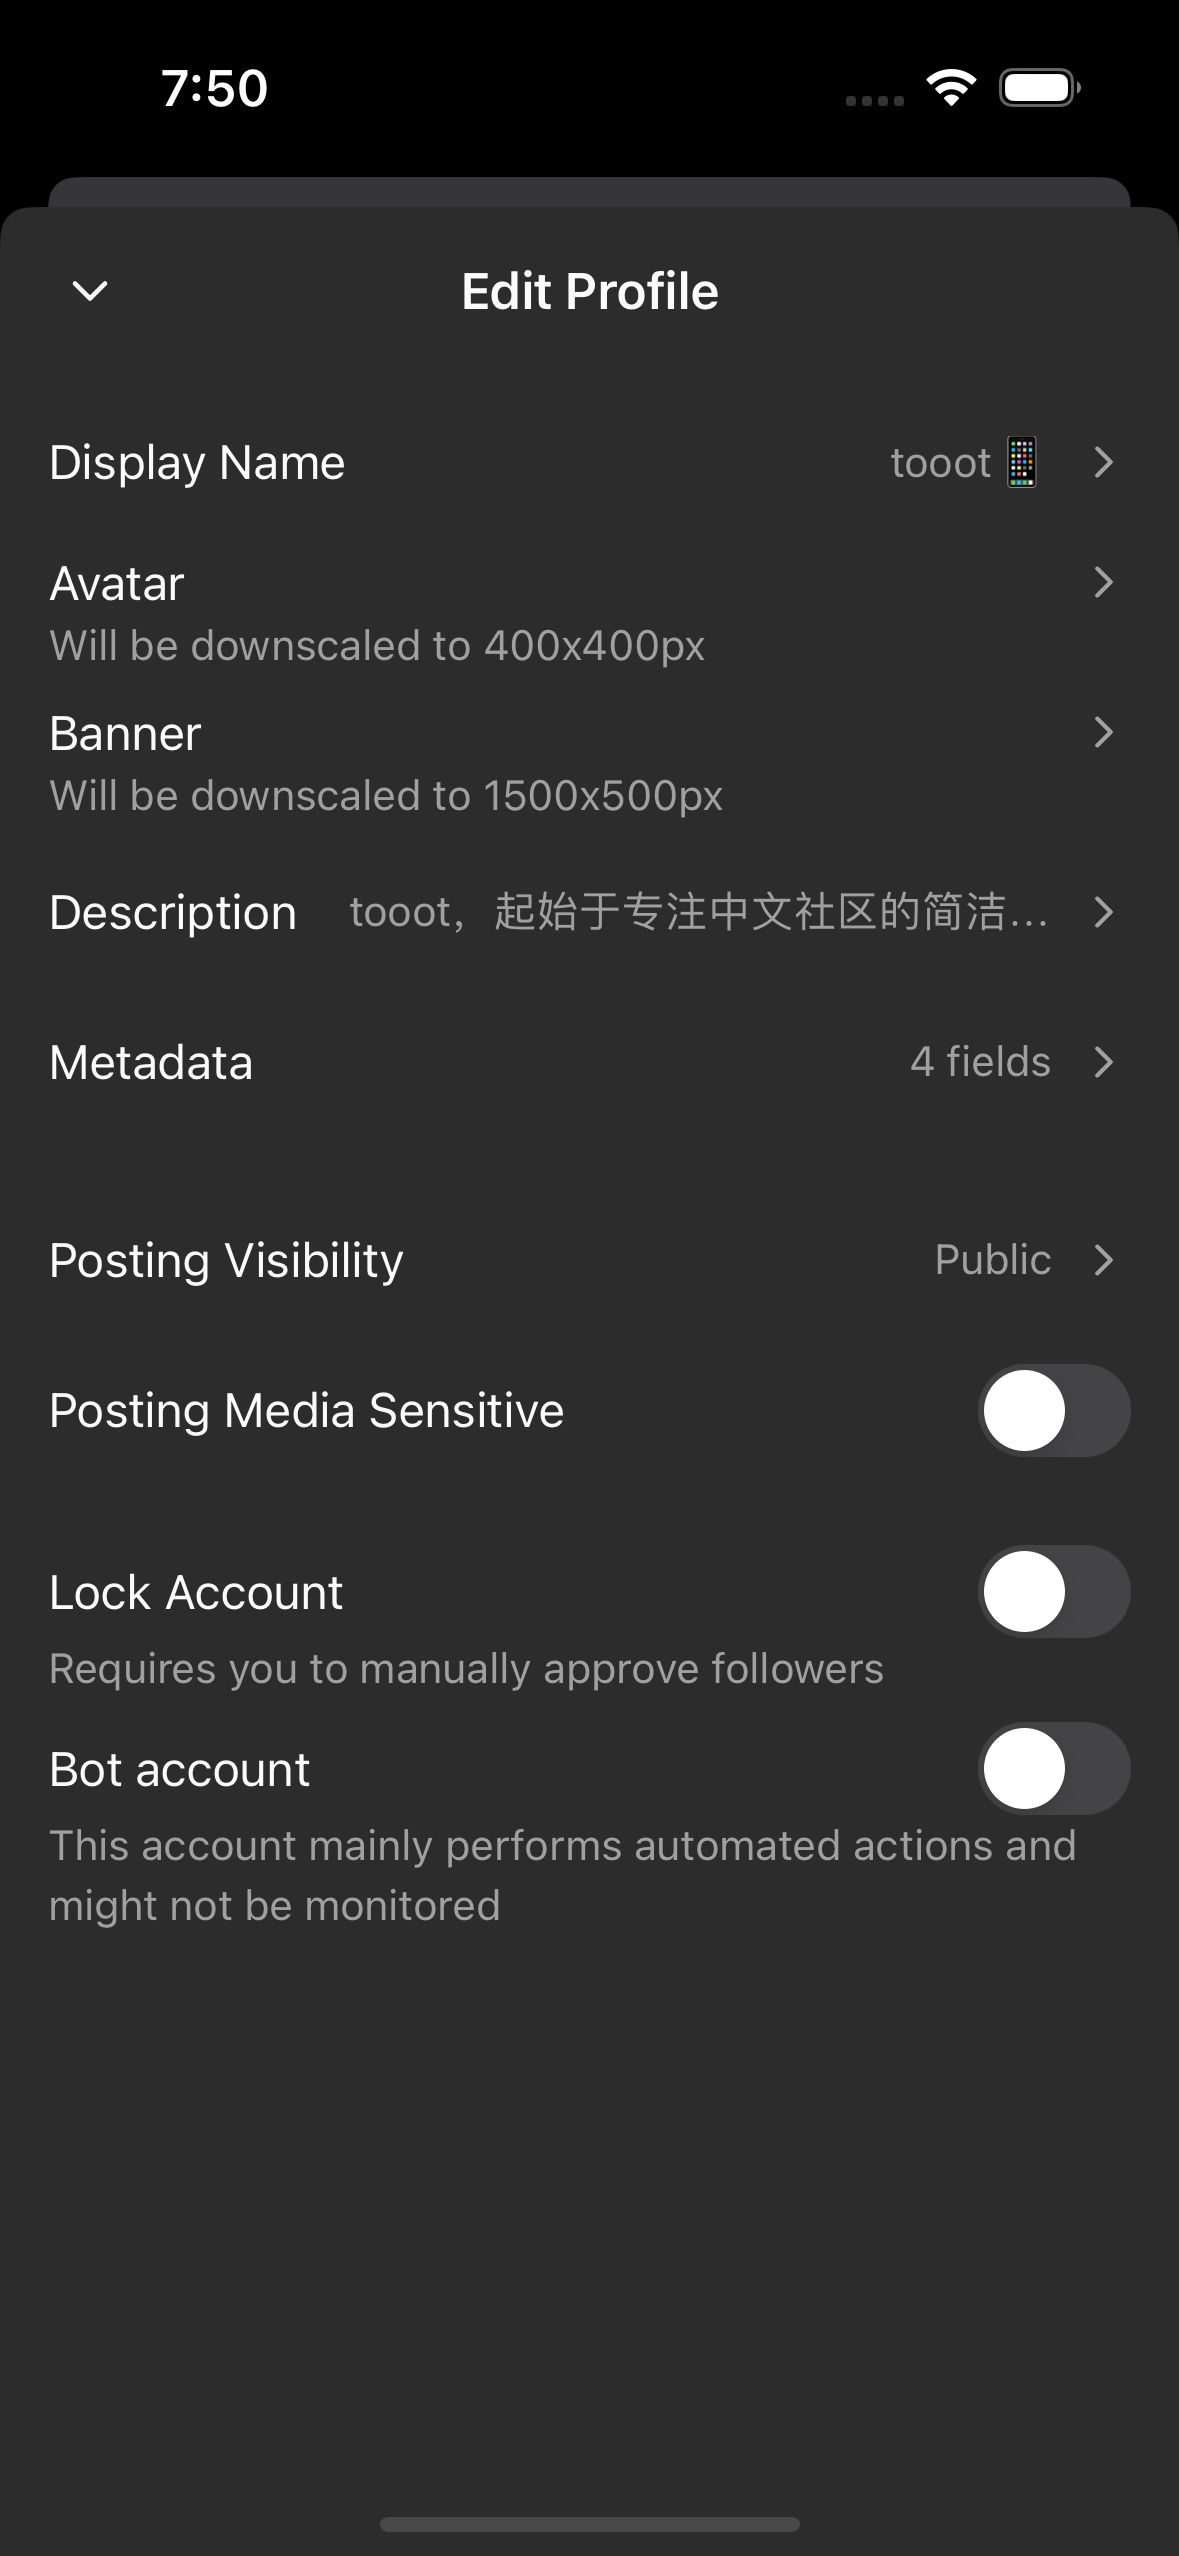 7:50
Edit Profile
Display Name tooot📱
Avatar
Will be downscaled to 400x400px
Banner
Will be downscaled to 1500x500px
Description tooot，起始于专注中文社区的简洁...
Metadata 4 fields
Posting Visibility Public
Posting Media Sensitive
Lock Account
Requires you to manually approve followers
Bot account
This account mainly performs automated actions and
might not be monitored